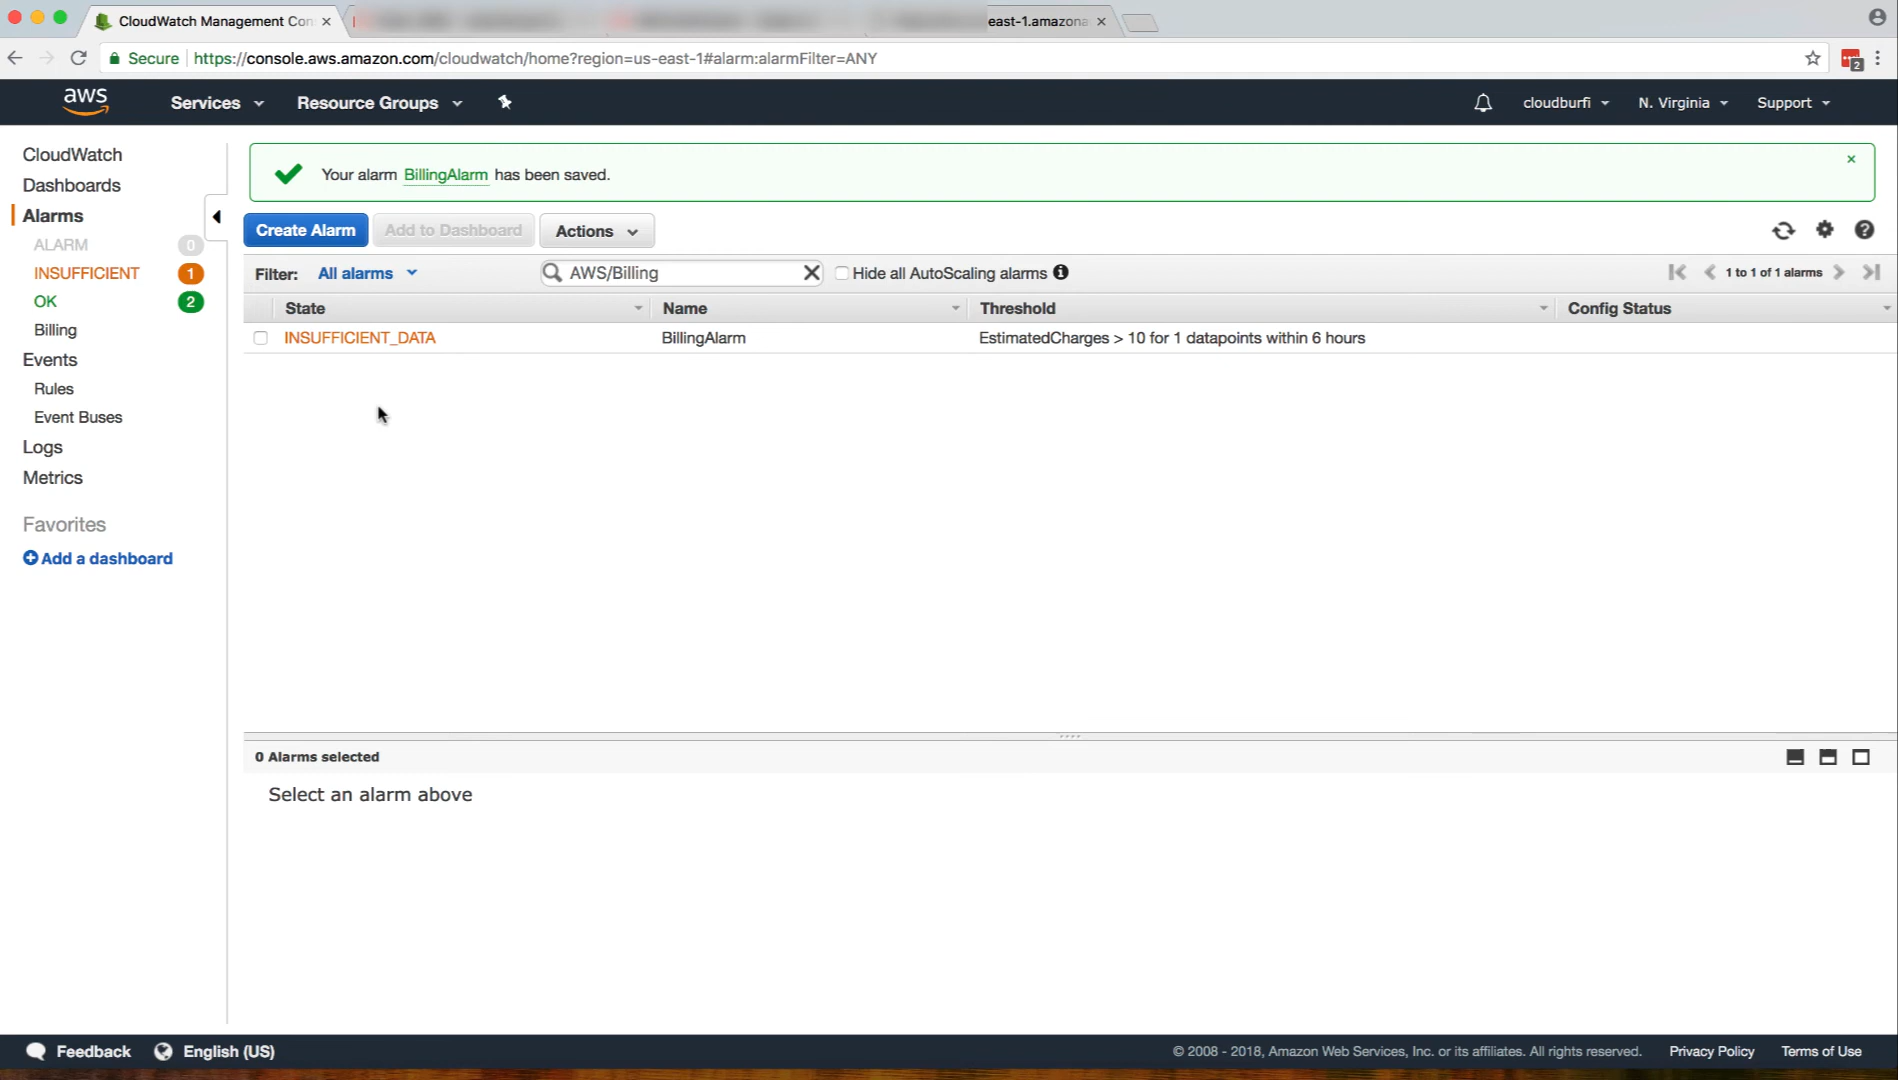 CloudWatch Management Con
east-1.amazona
Secure
https://console.aws.amazon.com/cloudwatch/home?region=us-east-1#alarm:alarmFilter=ANY
2
aws
Services
Resource Groups
cloudburfi
N. Virginia
Support
CloudWatch
Dashboards
Alarms
ALARM 0
INSUFFICIENT 1
OK 2
Billing
Events
Rules
Event Buses
Logs
Metrics
Favorites
Add a dashboard
Your alarm BillingAlarm has been saved.
Create Alarm
Add to Dashboard
Actions
Filter: All alarms
AWS/Billing
Hide all AutoScaling alarms
1 to 1 of 1 alarms
State Name Threshold Config Status
INSUFFICIENT_DATA BillingAlarm EstimatedCharges > 10 for 1 datapoints within 6 hours
0 Alarms selected
Select an alarm above
Feedback
English (US)
© 2008 - 2018, Amazon Web Services, Inc. or its affiliates. All rights reserved.
Privacy Policy
Terms of Use